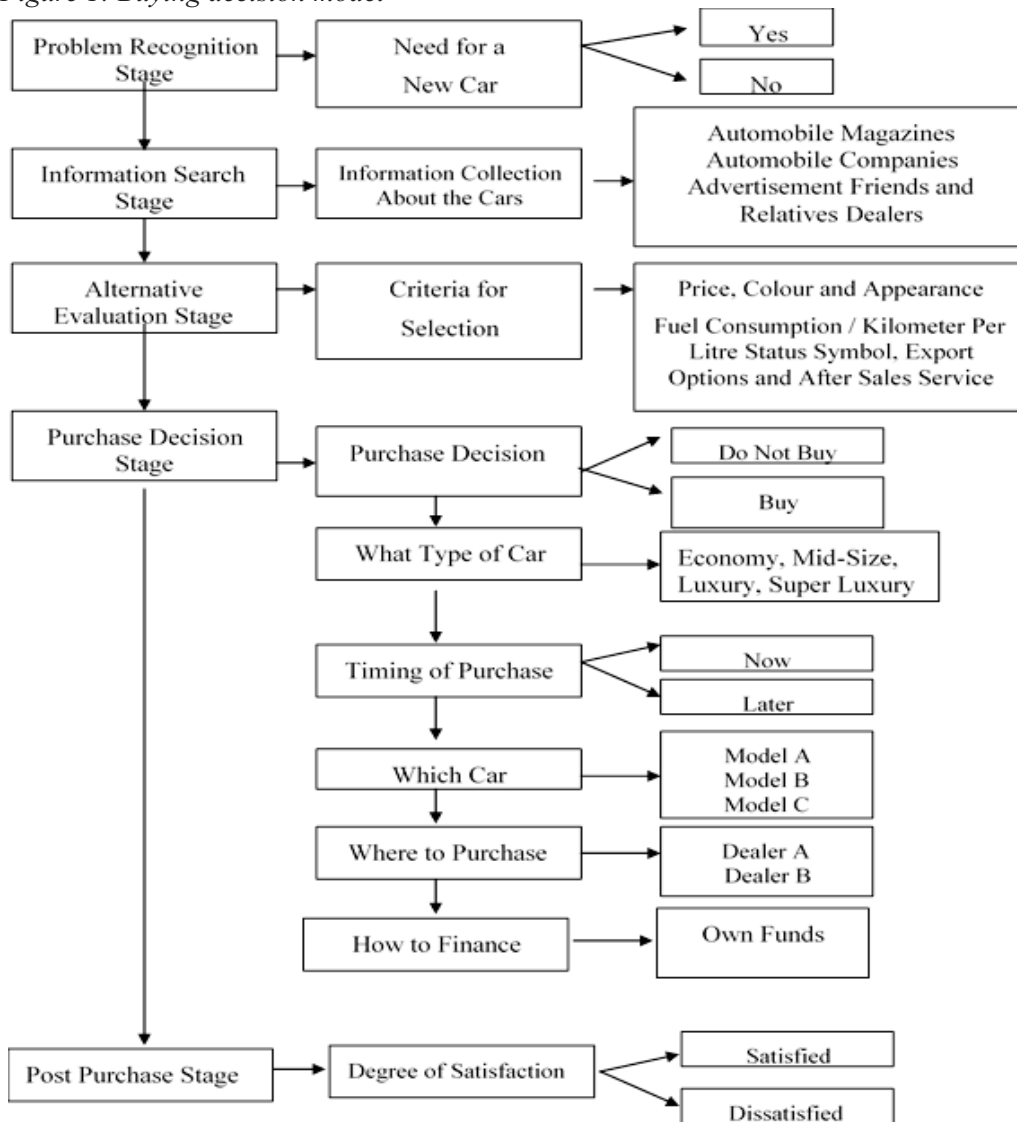 Figure 1: Buying decision model
Problem Recognition
Stage
Need for a
New Car
Yes
No
Information Search
Stage
Information Collection
About the Cars
Automobile Magazines
Automobile Companies
Advertisement Friends and
Relatives Dealers
Alternative
Evaluation Stage
Criteria for
Selection
Price, Colour and Appearance
Fuel Consumption / Kilometer Per
Litre Status Symbol, Export
Options and After Sales Service
Purchase Decision
Stage
Purchase Decision
Do Not Buy
Buy
What Type of Car
Economy, Mid-Size,
Luxury, Super Luxury
Timing of Purchase
Now
Later
Which Car
Model A
Model B
Model C
Where to Purchase
Dealer A
Dealer B
How to Finance
Own Funds
Post Purchase Stage
Degree of Satisfaction
Satisfied
Dissatisfied